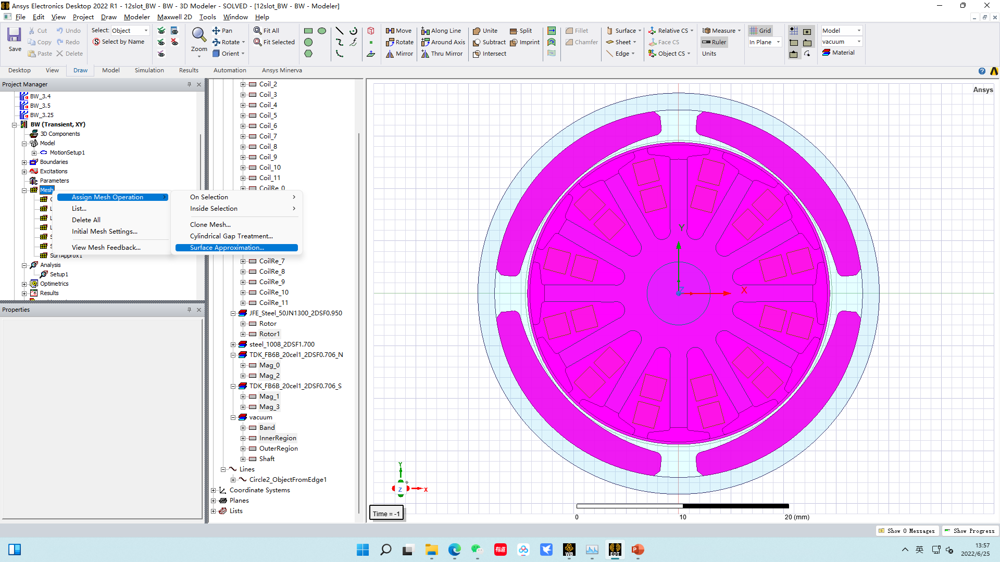 Ansys Electronics Desktop 2022 R1 - 12slot_BW - BW - 3D Modeler - SOLVED - [12slot_BW - BW - Modeler]
File Edit View Project Draw Modeler Maxwell 2D Tools Window Help
Save
Cut
Copy
Paste
Undo
Redo
Delete
Select: Object
Select by Name
Zoom
Pan
Rotate
Orient
Fit All
Fit Selected
Move
Rotate
Mirror
Along Line
Around Axis
Thru Mirror
Unite
Subtract
Intersect
Split
Imprint
Fillet
Chamfer
Surface
Sheet
Edge
Relative CS
Face CS
Object CS
Measure
Ruler
Units
Grid
In Plane
Model
vacuum
Material
Desktop View Draw Model Simulation Results Automation Ansys Minerva
Project Manager
BW_3.4
BW_3.5
BW_3.25
BW (Transient, XY)
3D Components
Model
MotionSetup1
Boundaries
Excitations
Parameters
Mesh
SurfApprox1
Analysis
Setup1
Optimetrics
Results
Assign Mesh Operation
List...
Delete All
Initial Mesh Settings...
View Mesh Feedback...
On Selection
Inside Selection
Clone Mesh...
Cylindrical Gap Treatment...
Surface Approximation...
Properties
Coil_2
Coil_3
Coil_4
Coil_5
Coil_6
Coil_7
Coil_8
Coil_9
Coil_10
Coil_11
CoilRe_0
CoilRe_7
CoilRe_8
CoilRe_9
CoilRe_10
CoilRe_11
JFE_Steel_50JN1300_2DSF0.950
Rotor
Rotor1
steel_1008_2DSF1.700
TDK_FB6B_20cel1_2DSF0.706_N
Mag_0
Mag_2
TDK_FB6B_20cel1_2DSF0.706_S
Mag_1
Mag_3
vacuum
Band
InnerRegion
OuterRegion
Shaft
Lines
Circle2_ObjectFromEdge1
Coordinate Systems
Planes
Lists
Ansys
Y
X
Z
Y
Z
X
Time = -1
0 10 20 (mm)
Show 0 Messages
Show Progress
有道
WB
EDT
英
13:57
2022/6/25